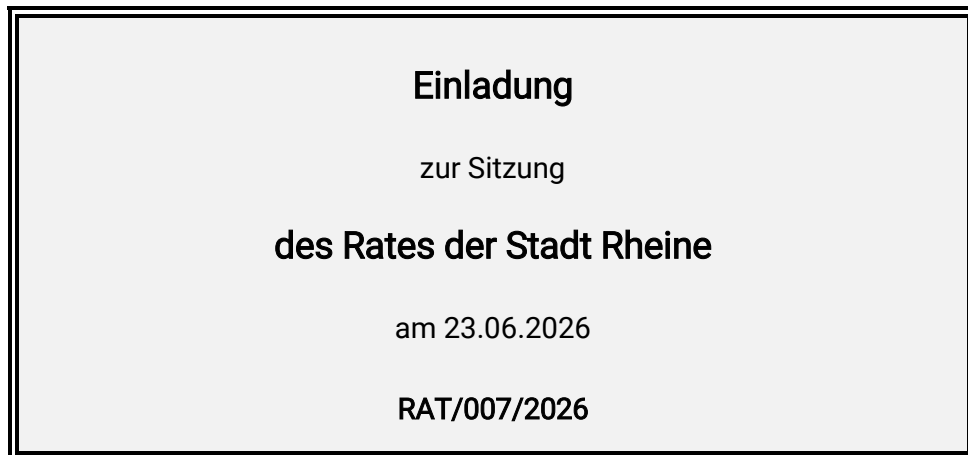 Einladung
zur Sitzung
des Rates der Stadt Rheine
am 23.06.2026
RAT/007/2026